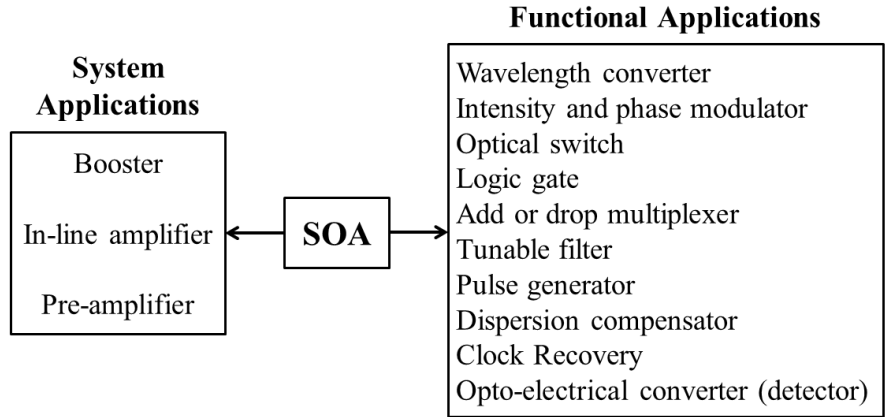 System
Applications
Booster
In-line amplifier
Pre-amplifier
SOA
Functional Applications
Wavelength converter
Intensity and phase modulator
Optical switch
Logic gate
Add or drop multiplexer
Tunable filter
Pulse generator
Dispersion compensator
Clock Recovery
Opto-electrical converter (detector)